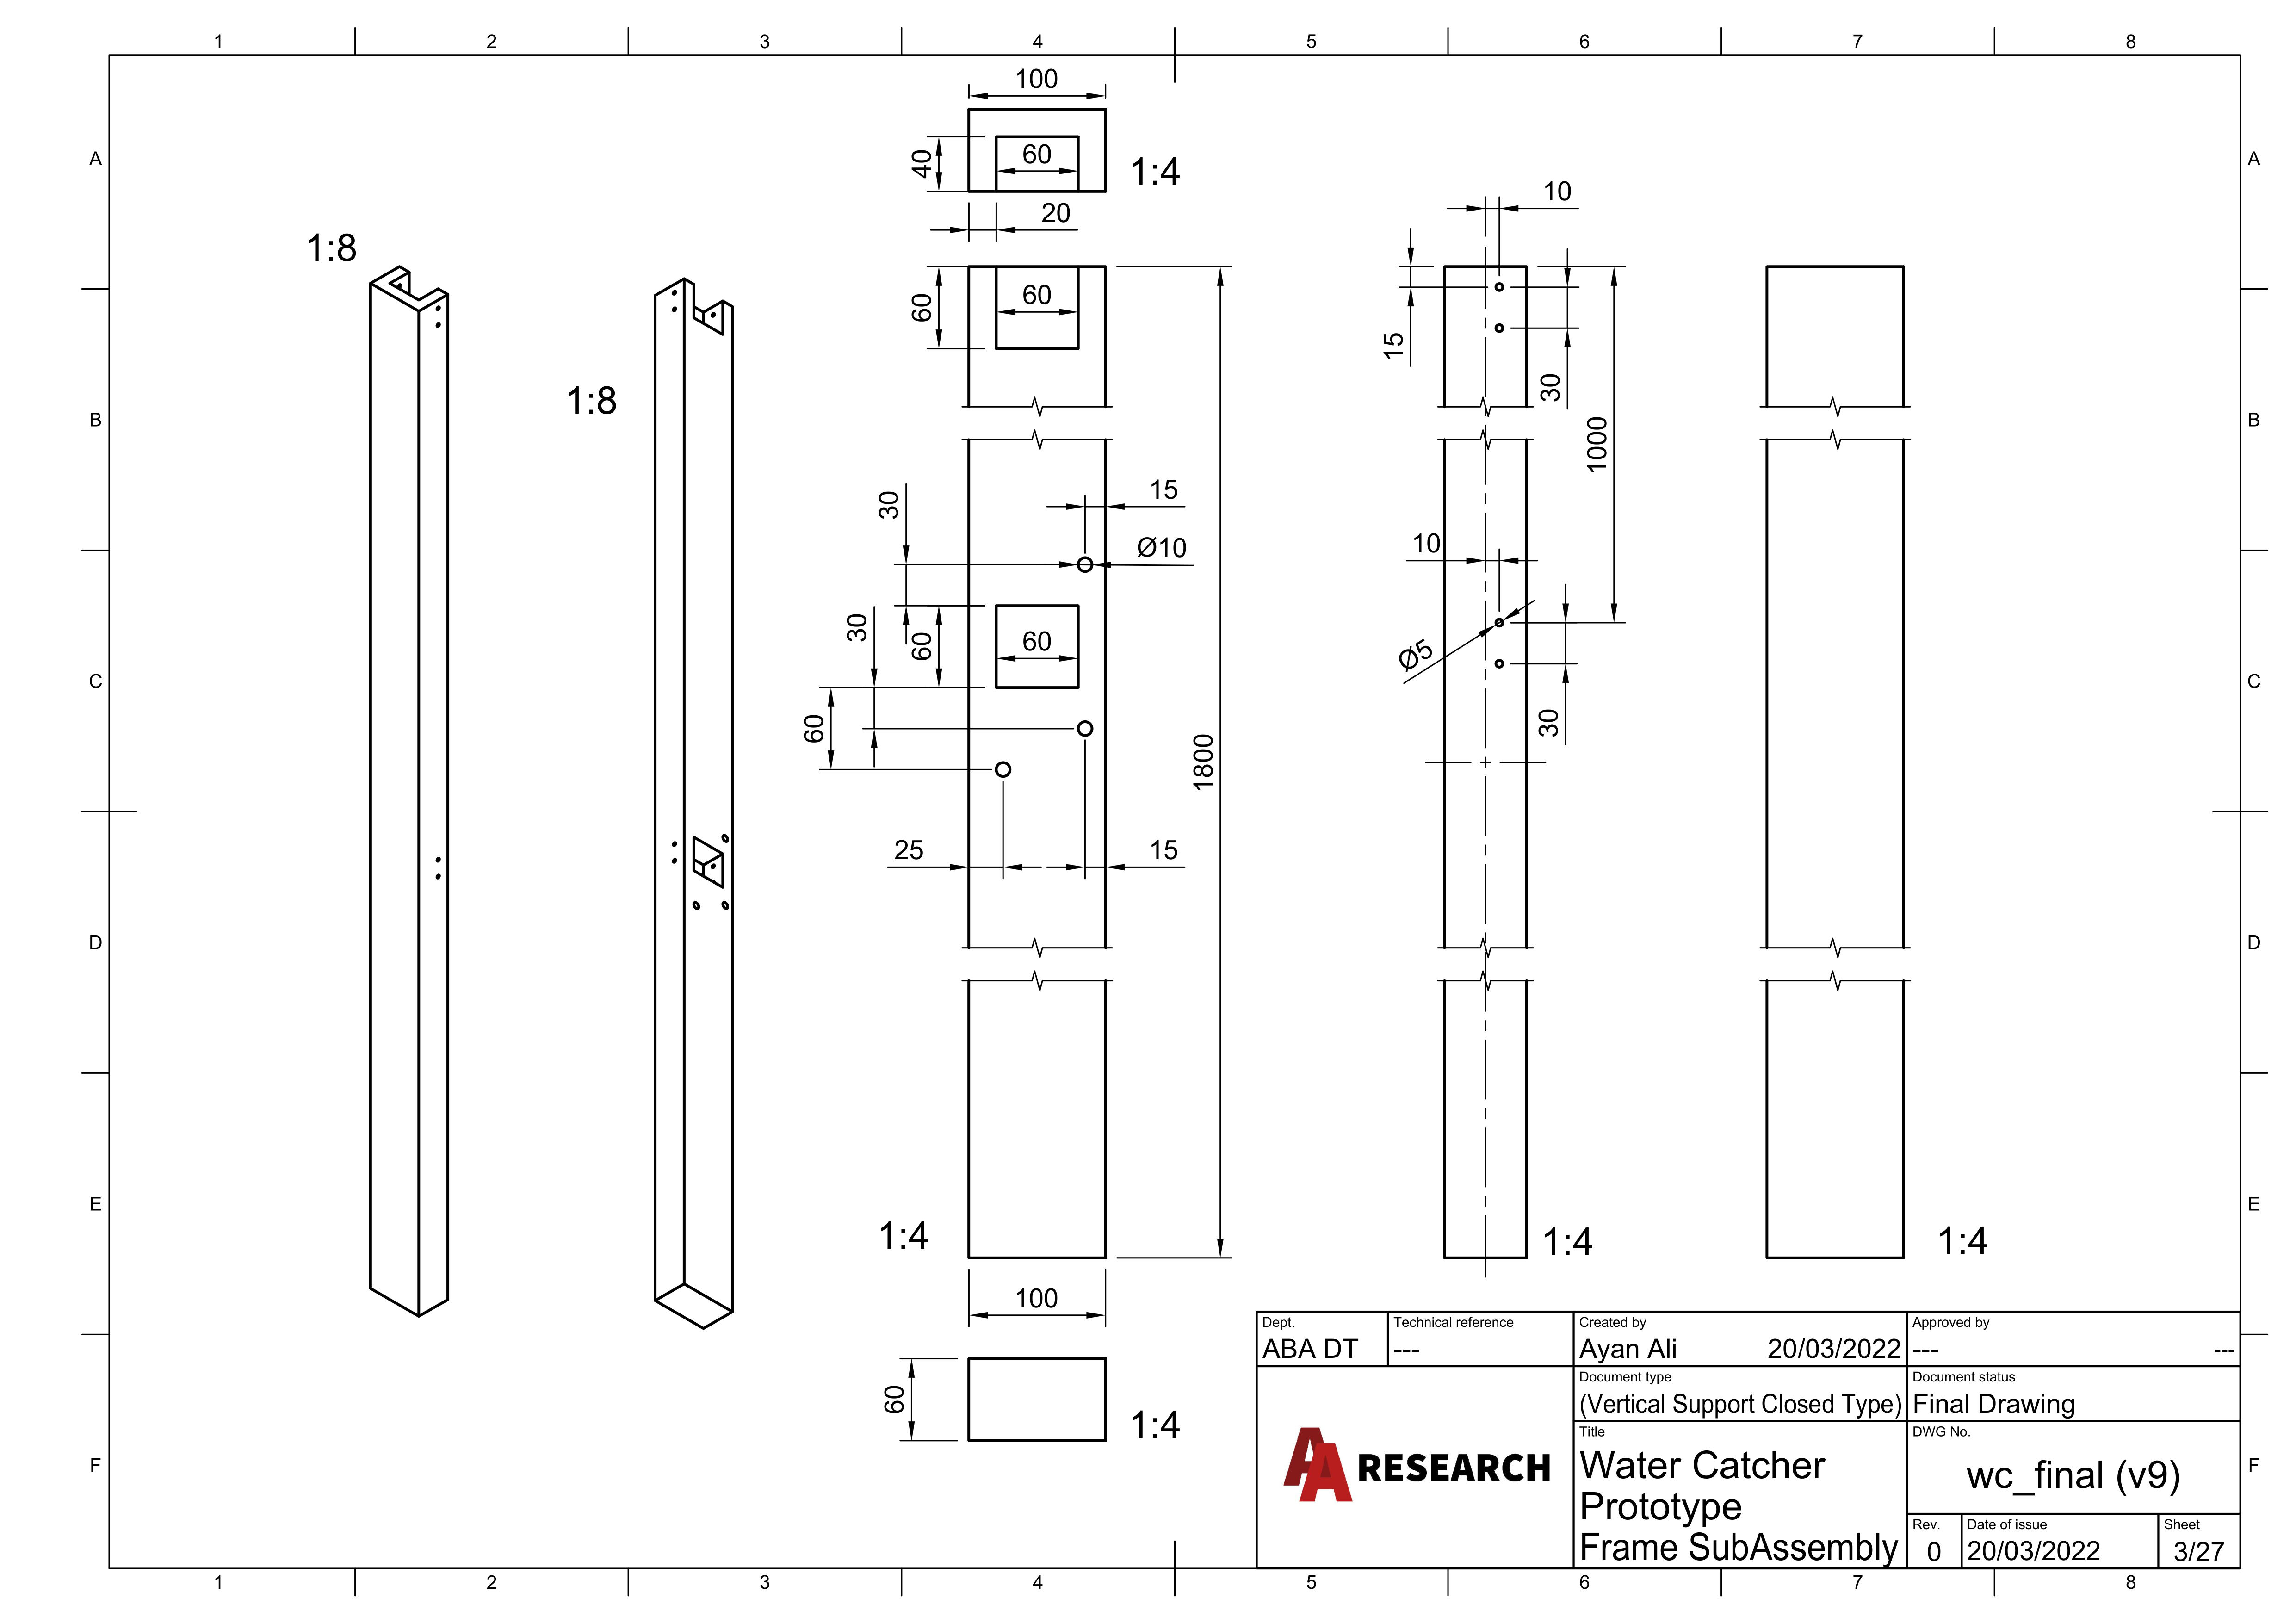 1 2 3 4 5 6 7 8
A A
B B
C C
D D
E E
F F
1:8
1:8
100
40
60
20
1:4
60
60
1800
30
15
Ø10
30
60
60
60
25
15
1:4
100
60
1:4
10
15
30
1000
10
Ø5
30
1:4
1:4
Dept.
ABA DT
Technical reference
---
Created by
Ayan Ali 20/03/2022
Approved by
--- ---
Document type
(Vertical Support Closed Type)
Document status
Final Drawing
AA RESEARCH
Title
Water Catcher
Prototype
Frame SubAssembly
DWG No.
wc_final (v9)
Rev.
0
Date of issue
20/03/2022
Sheet
3/27
1 2 3 4 5 6 7 8